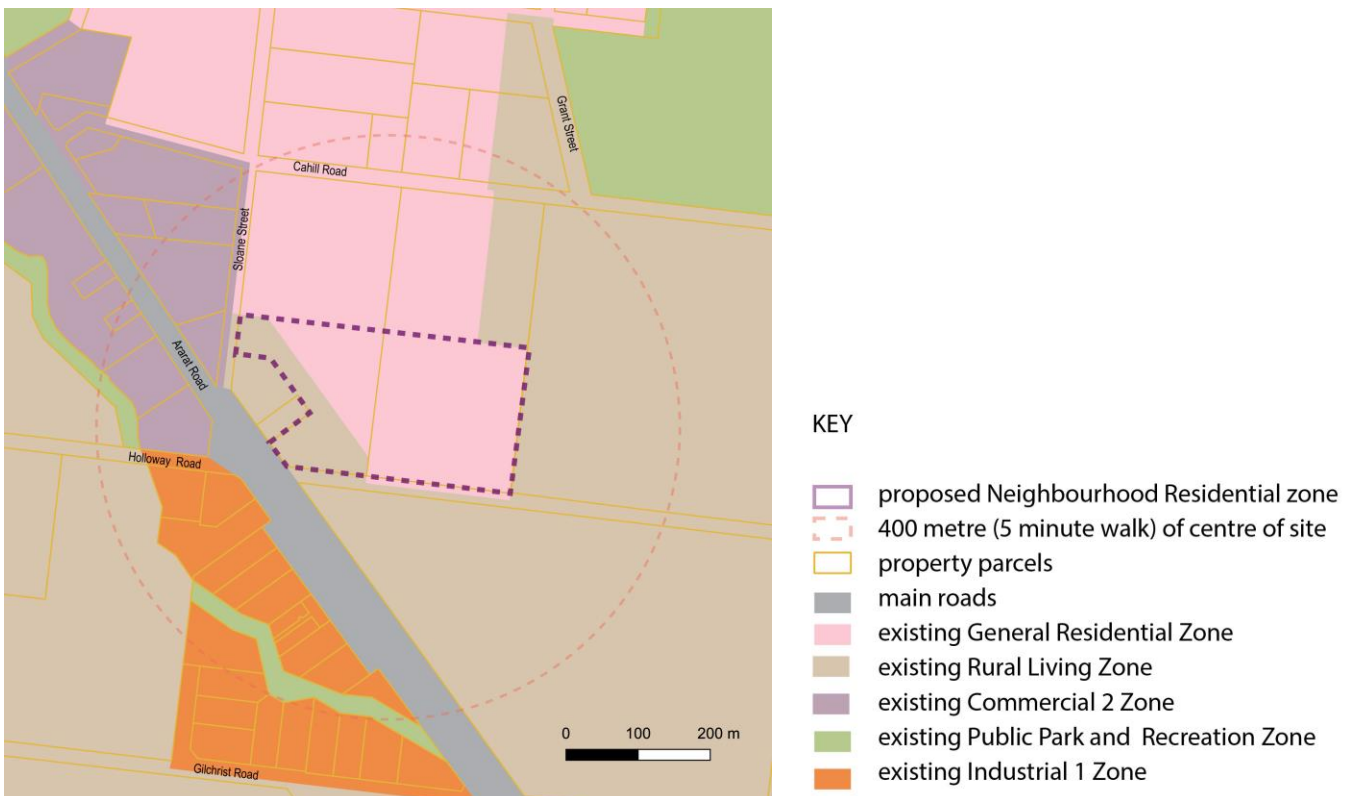 Grant Street
Cahill Road
Sloane Street
Ararat Road
Holloway Road
Gilchrist Road
0 100 200 m
KEY
proposed Neighbourhood Residential zone
400 metre (5 minute walk) of centre of site
property parcels
main roads
existing General Residential Zone
existing Rural Living Zone
existing Commercial 2 Zone
existing Public Park and Recreation Zone
existing Industrial 1 Zone